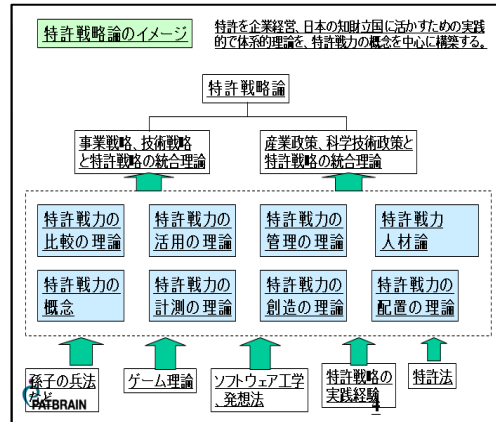 特許戦略論のイメージ
特許を企業経営、日本の知財立国に活かすための実践
的で体系的理論を、特許戦力の概念を中心に構築する。
特許戦略論
事業戦略、技術戦略
と特許戦略の統合理論
産業政策、科学技術政策と
特許戦略の統合理論
特許戦力の
比較の理論
特許戦力の
活用の理論
特許戦力の
管理の理論
特許戦力
人材論
特許戦力の
概念
特許戦力の
計測の理論
特許戦力の
創造の理論
特許戦力の
配置の理論
孫子の兵法
など
ゲーム理論
ソフトウェア工学
、発想法
特許戦略の
実践経験
特許法
PATBRAIN
4